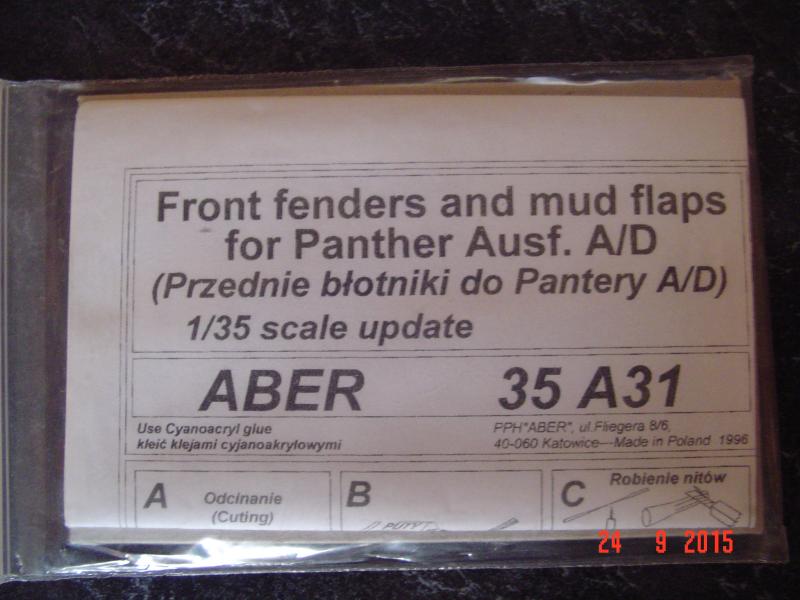 Front fenders and mud flaps
for Panther Ausf. A/D
(Przednie błotniki do Pantery A/D)
1/35 scale update
ABER 35 A31
Use Cyanoacryl glue
kleić klejami cyjanoakrylowymi
PPH"ABER", ul.Fliegera 8/6,
40-060 Katowice---Made in Poland 1996
A Odcinanie
(Cuting)
B
C Robienie nitów
24 9 2015